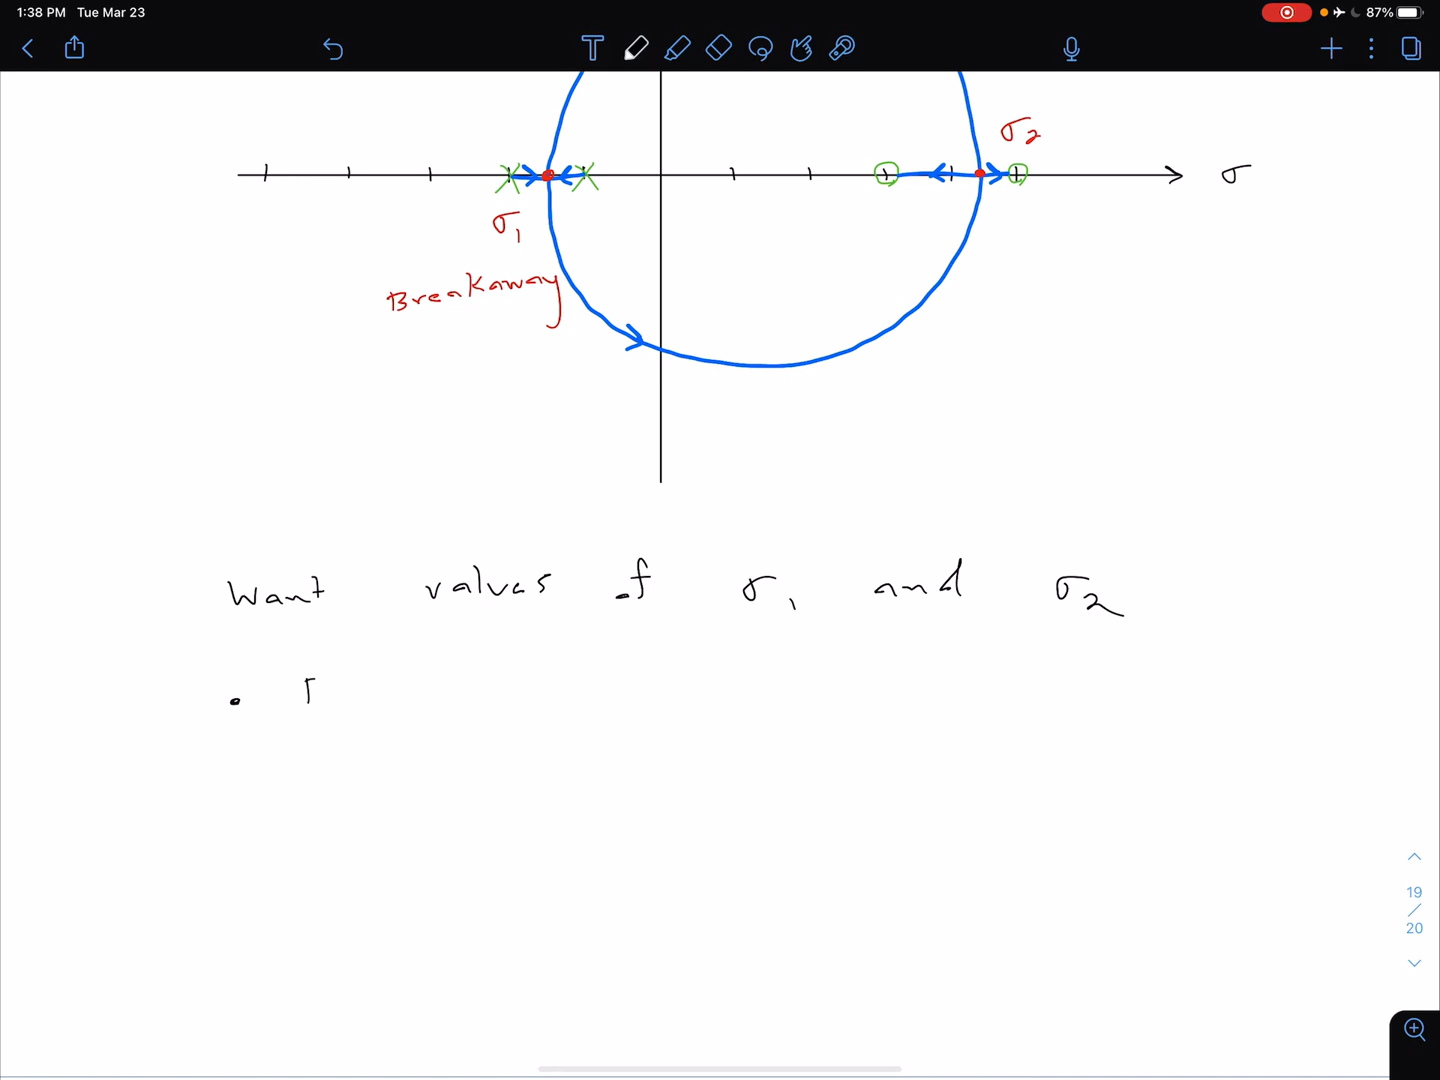 1:38 PM Tue Mar 23
87%
T
σ₂
σ
σ₁
Breakaway
Want values of σ₁ and σ₂
•
19
/
20